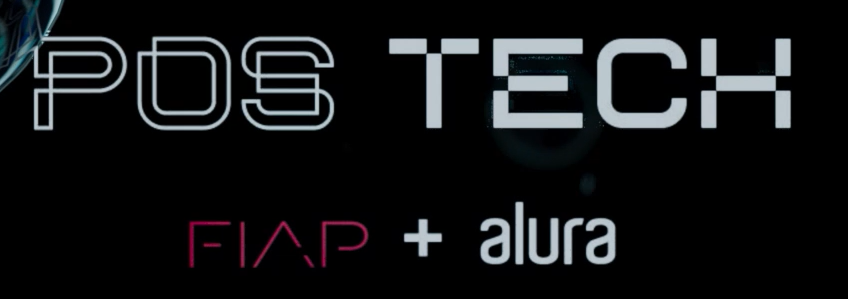 POS TECH
FIAP + alura